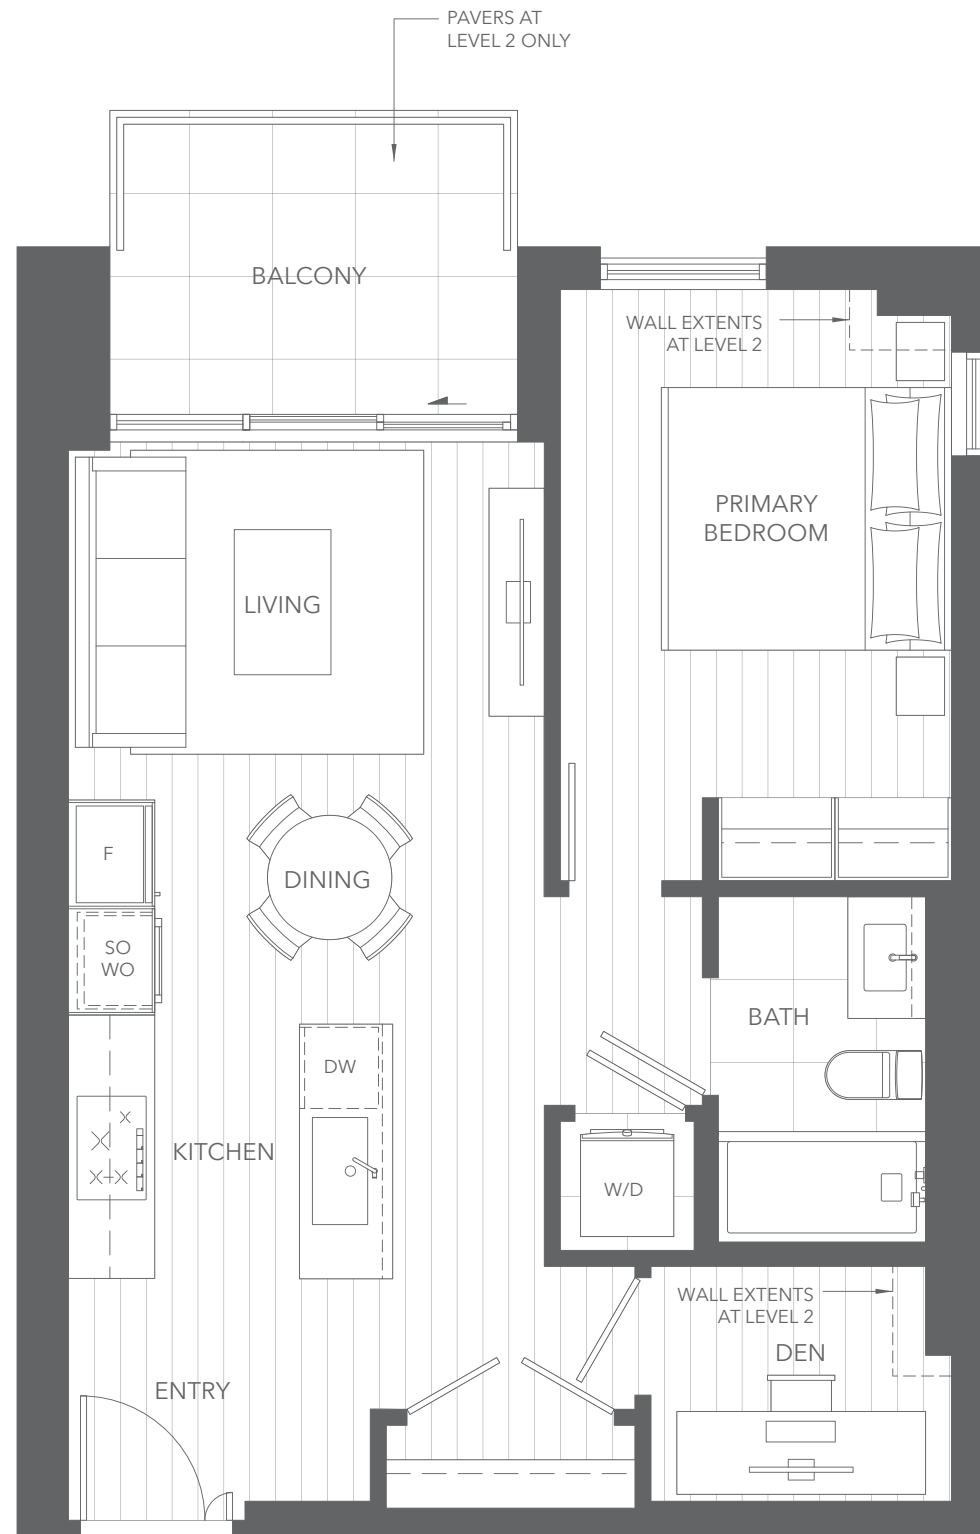 PAVERS AT
LEVEL 2 ONLY
BALCONY
WALL EXTENTS
AT LEVEL 2
PRIMARY
BEDROOM
LIVING
F
DINING
SO
WO
BATH
DW
KITCHEN
W/D
WALL EXTENTS
AT LEVEL 2
DEN
ENTRY